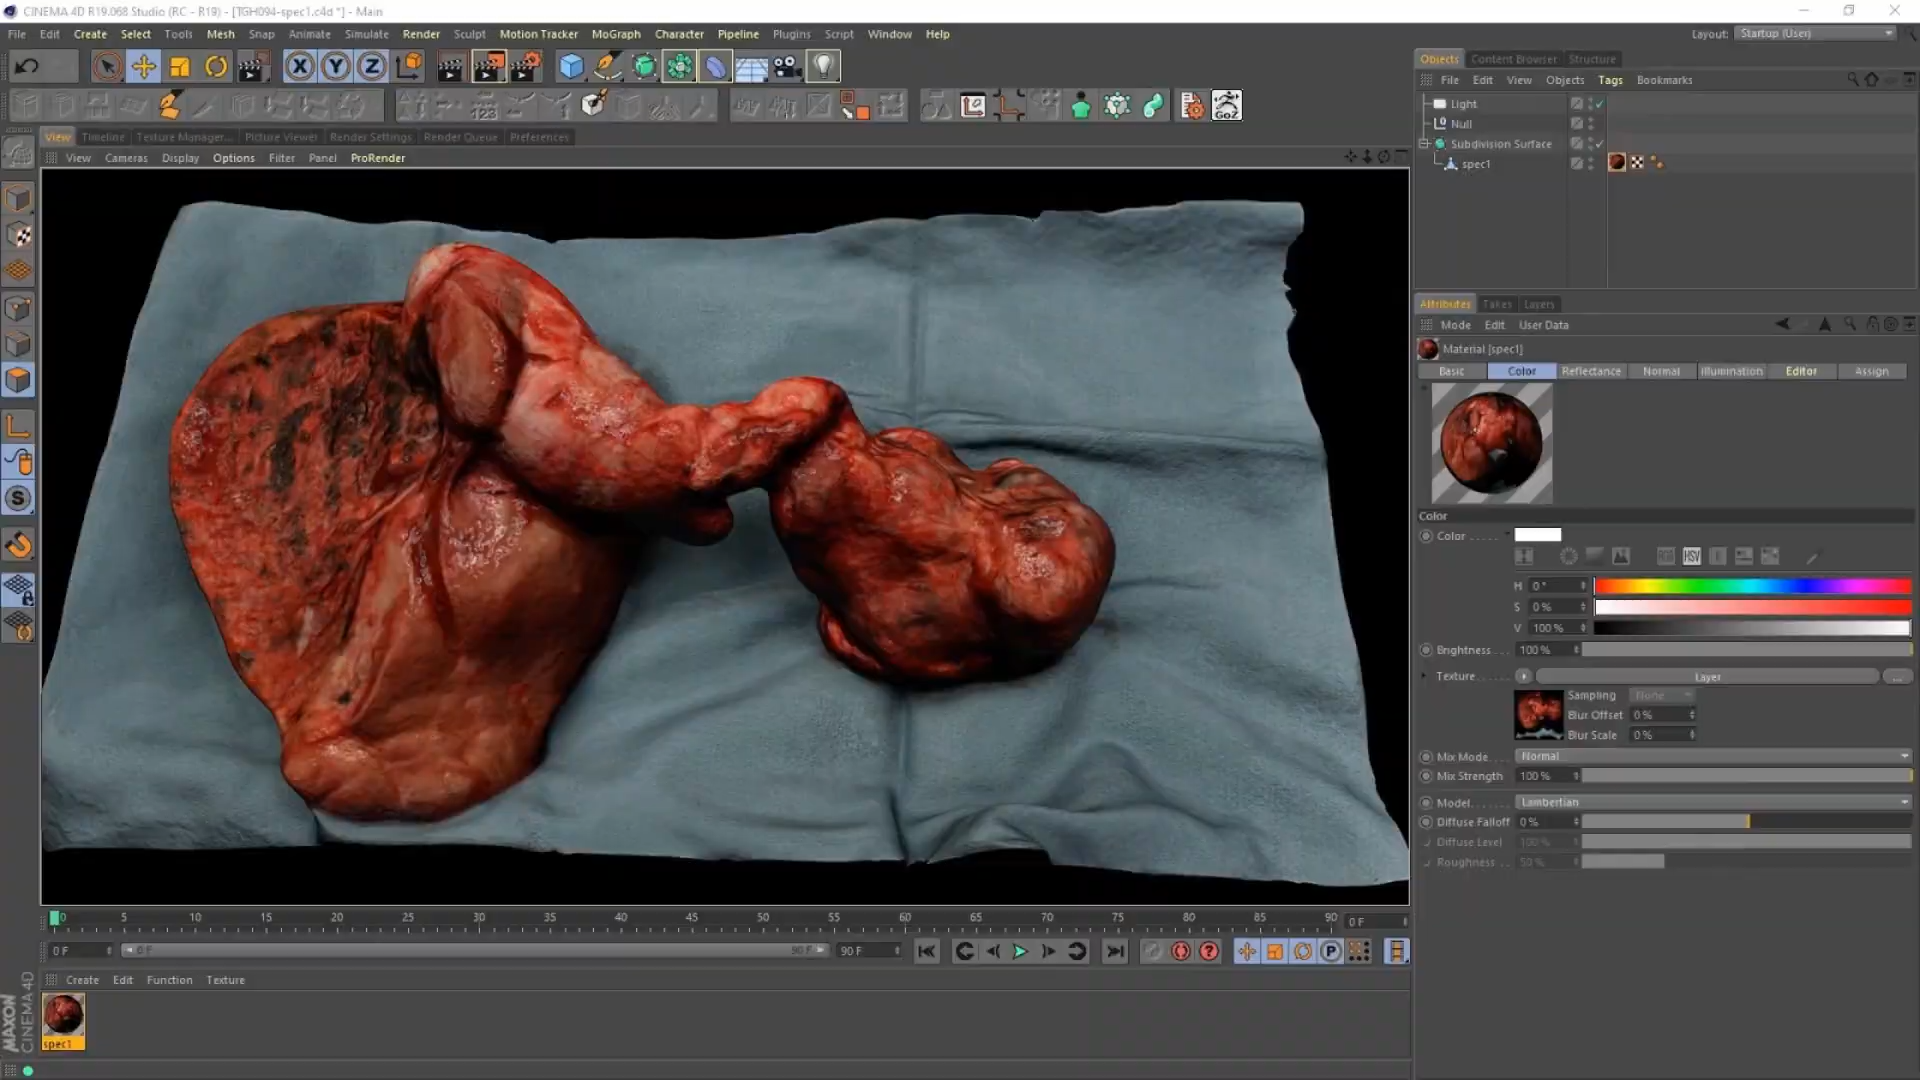 CINEMA 4D R19.068 Studio (RC - R19) - [TGH094-spec1.c4d *] - Main
File Edit Create Select Tools Mesh Snap Animate Simulate Render Sculpt Motion Tracker MoGraph Character Pipeline Plugins Script Window Help
Layout: Startup (User)
X Y Z
123
GoZ
View Timeline Texture Manager... Picture Viewer Render Settings Render Queue Preferences
View Cameras Display Options Filter Panel ProRender
Objects Content Browser Structure
File Edit View Objects Tags Bookmarks
Light
Null
Subdivision Surface
spec1
Attributes Takes Layers
Mode Edit User Data
Material [spec1]
Basic Color Reflectance Normal Illumination Editor Assign
Color
Color
HSV
H 0°
S 0%
V 100%
Brightness 100%
Texture Layer ...
Sampling None
Blur Offset 0%
Blur Scale 0%
Mix Mode Normal
Mix Strength 100%
Model Lambertian
Diffuse Falloff 0%
Diffuse Level 100%
Roughness 50%
0 5 10 15 20 25 30 35 40 45 50 55 60 65 70 75 80 85 90 0 F
0 F 0 F 90 F 90 F
P
Create Edit Function Texture
spec1
MAXON
CINEMA 4D